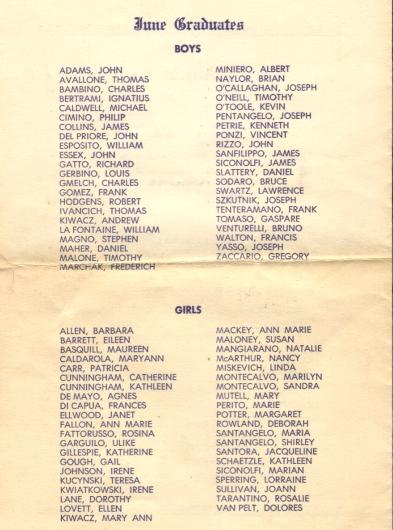 June Graduates
BOYS
ADAMS, JOHN
AVALLONE, THOMAS
BAMBINO, CHARLES
BERTRAMI, IGNATIUS
CALDWELL, MICHAEL
CIMINO, PHILIP
COLLINS, JAMES
DEL PRIORE, JOHN
ESPOSITO, WILLIAM
ESSEX, JOHN
GATTO, RICHARD
GERBINO, LOUIS
GMELCH, CHARLES
GOMEZ, FRANK
HODGENS, ROBERT
IVANCICH, THOMAS
KIWACZ, ANDREW
LA FONTAINE, WILLIAM
MAGNO, STEPHEN
MAHER, DANIEL
MALONE, TIMOTHY
MARCHAK, FREDERICH
MINIERO, ALBERT
NAYLOR, BRIAN
O'CALLAGHAN, JOSEPH
O'NEILL, TIMOTHY
O'TOOLE, KEVIN
PENTANGELO, JOSEPH
PETRIE, KENNETH
PONZI, VINCENT
RIZZO, JOHN
SANFILIPPO, JAMES
SICONOLFI, JAMES
SLATTERY, DANIEL
SODARO, BRUCE
SWARTZ, LAWRENCE
SZKUTNIK, JOSEPH
TENTERAMANO, FRANK
TOMASO, GASPARE
VENTURELLI, BRUNO
WALTON, FRANCIS
YASSO, JOSEPH
ZACCARIO, GREGORY
GIRLS
ALLEN, BARBARA
BARRETT, EILEEN
BASQUILL, MAUREEN
CALDAROLA, MARYANN
CARR, PATRICIA
CUNNINGHAM, CATHERINE
CUNNINGHAM, KATHLEEN
DE MAYO, AGNES
DI CAPUA, FRANCES
ELLWOOD, JANET
FALLON, ANN MARIE
FATTORUSSO, ROSINA
GARGUILO, ULIKE
GILLESPIE, KATHERINE
GOUGH, GAIL
JOHNSON, IRENE
KUCYNSKI, TERESA
KWIATKOWSKI, IRENE
LANE, DOROTHY
LOVETT, ELLEN
KIWACZ, MARY ANN
MACKEY, ANN MARIE
MALONEY, SUSAN
MANGIARANO, NATALIE
McARTHUR, NANCY
MISKEVICH, LINDA
MONTECALVO, MARILYN
MONTECALVO, SANDRA
MUTELL, MARY
PERITO, MARIE
POTTER, MARGARET
ROWLAND, DEBORAH
SANTANGELO, MARIA
SANTANGELO, SHIRLEY
SANTORA, JACQUELINE
SCHAETZLE, KATHLEEN
SICONOLFI, MARIAN
SPERRING, LORRAINE
SULLIVAN, JOANN
TARANTINO, ROSALIE
VAN PELT, DOLORES